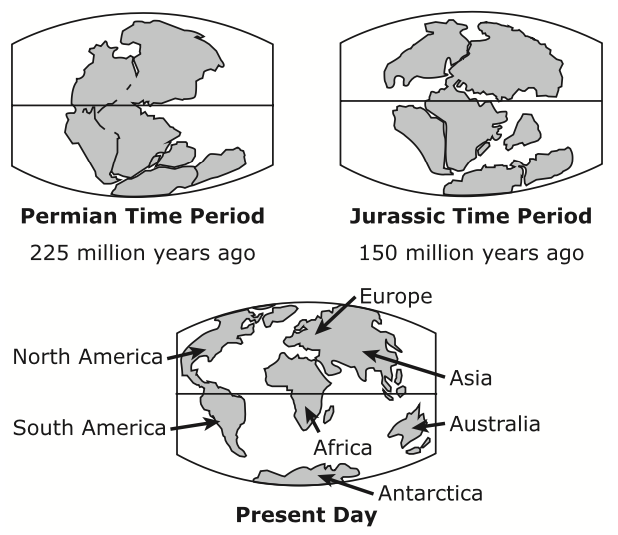 Permian Time Period
225 million years ago
Jurassic Time Period
150 million years ago
Europe
North America
Asia
South America
Australia
Africa
Antarctica
Present Day